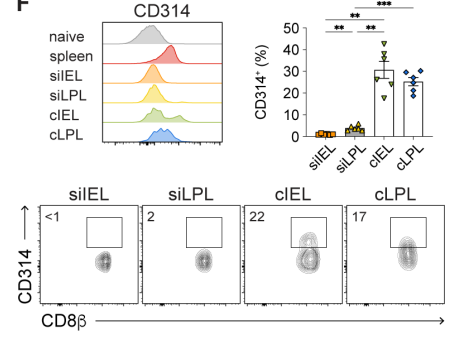 F
CD314
naive
spleen
siIEL
siLPL
cIEL
cLPL
CD314⁺ (%)
50
40
30
20
10
0
***
**
** **
siIEL
siLPL
cIEL
cLPL
siIEL siLPL cIEL cLPL
<1 2 22 17
CD314
CD8β